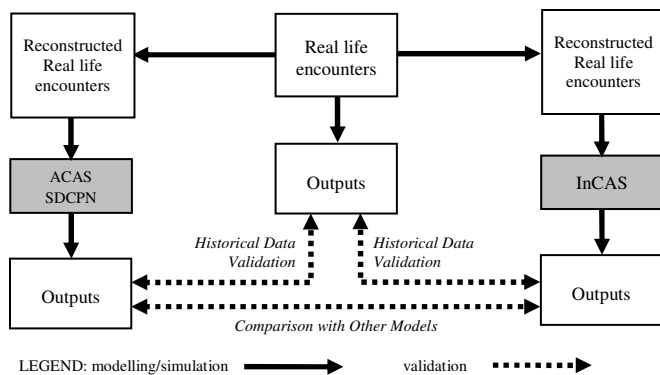 Reconstructed
Real life
encounters
Real life
encounters
Reconstructed
Real life
encounters
ACAS
SDCPN
Outputs
InCAS
Historical Data
Validation
Historical Data
Validation
Outputs
Outputs
Comparison with Other Models
LEGEND: modelling/simulation
validation